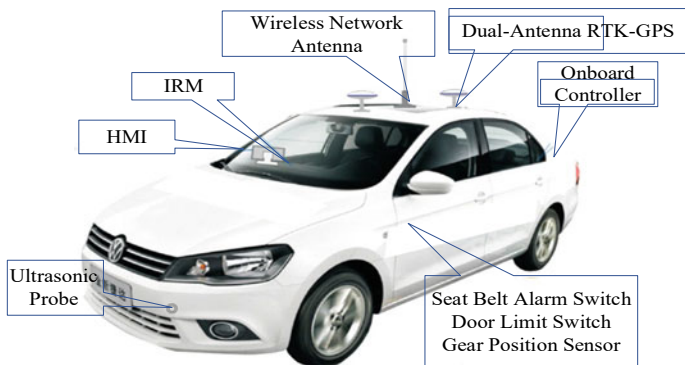 Wireless Network
Antenna
Dual-Antenna RTK-GPS
Onboard
Controller
IRM
HMI
Ultrasonic
Probe
Seat Belt Alarm Switch
Door Limit Switch
Gear Position Sensor